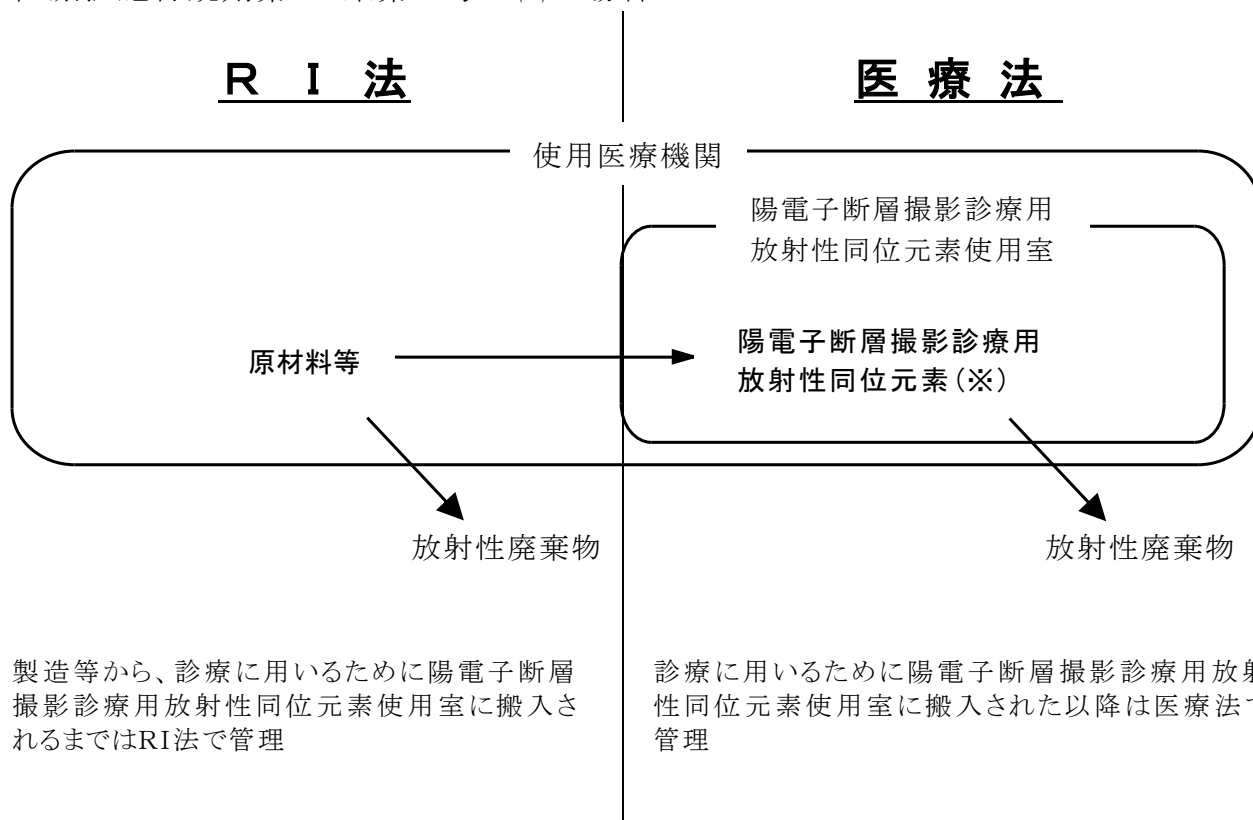 RI法
医療法
使用医療機関
陽電子断層撮影診療用
放射性同位元素使用室
原材料等
陽電子断層撮影診療用
放射性同位元素(※)
放射性廃棄物
放射性廃棄物
製造等から、診療に用いるために陽電子断層
撮影診療用放射性同位元素使用室に搬入さ
れるまではRI法で管理
診療に用いるために陽電子断層撮影診療用放射
性同位元素使用室に搬入された以降は医療法で
管理